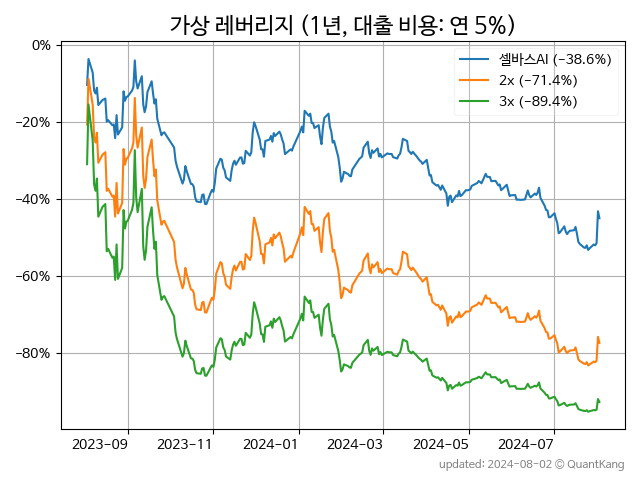 가상 레버리지 (1년, 대출 비용: 연 5%)
셀바스AI (−38.6%)
2x (−71.4%)
3x (−89.4%)
0%
−20%
−40%
−60%
−80%
2023-09 2023-11 2024-01 2024-03 2024-05 2024-07
updated: 2024-08-02 © QuantKang